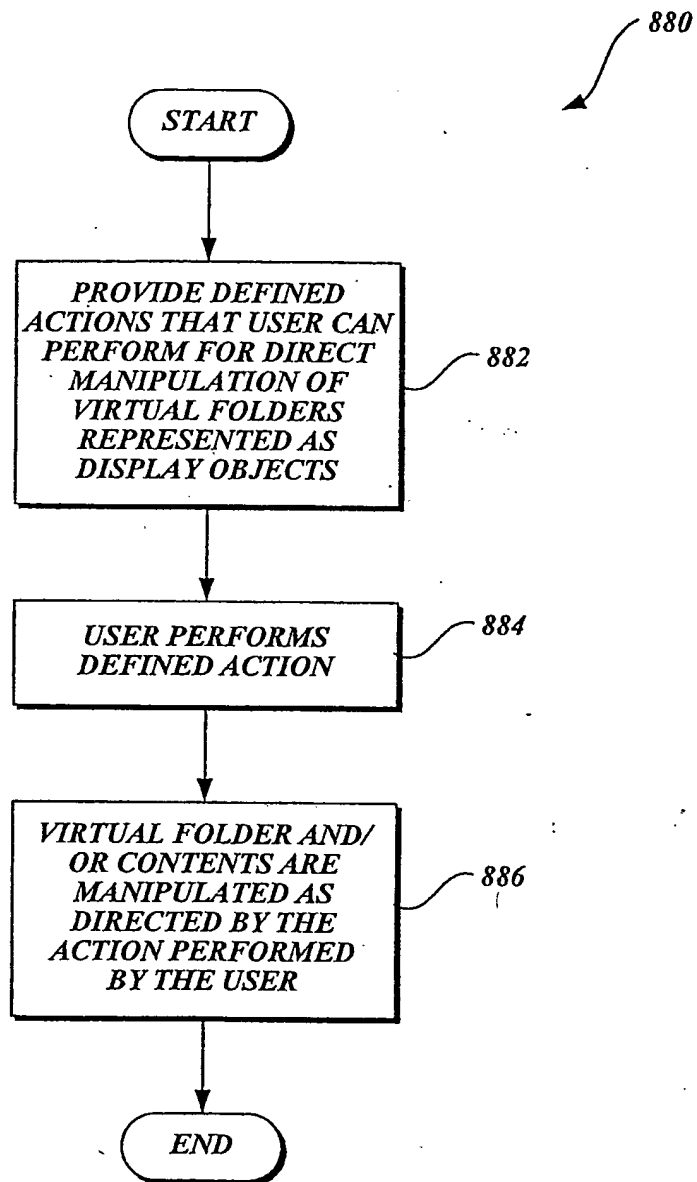 880
START
PROVIDE DEFINED
ACTIONS THAT USER CAN
PERFORM FOR DIRECT
MANIPULATION OF
VIRTUAL FOLDERS
REPRESENTED AS
DISPLAY OBJECTS
882
USER PERFORMS
DEFINED ACTION
884
VIRTUAL FOLDER AND/
OR CONTENTS ARE
MANIPULATED AS
DIRECTED BY THE
ACTION PERFORMED
BY THE USER
886
END